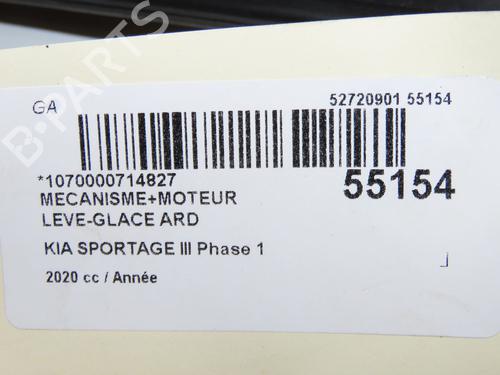 GA
52720901 55154
*1070000714827
55154
MECANISME+MOTEUR
LEVE-GLACE ARD
KIA SPORTAGE III Phase 1
2020 cc / Année
B-PARTS